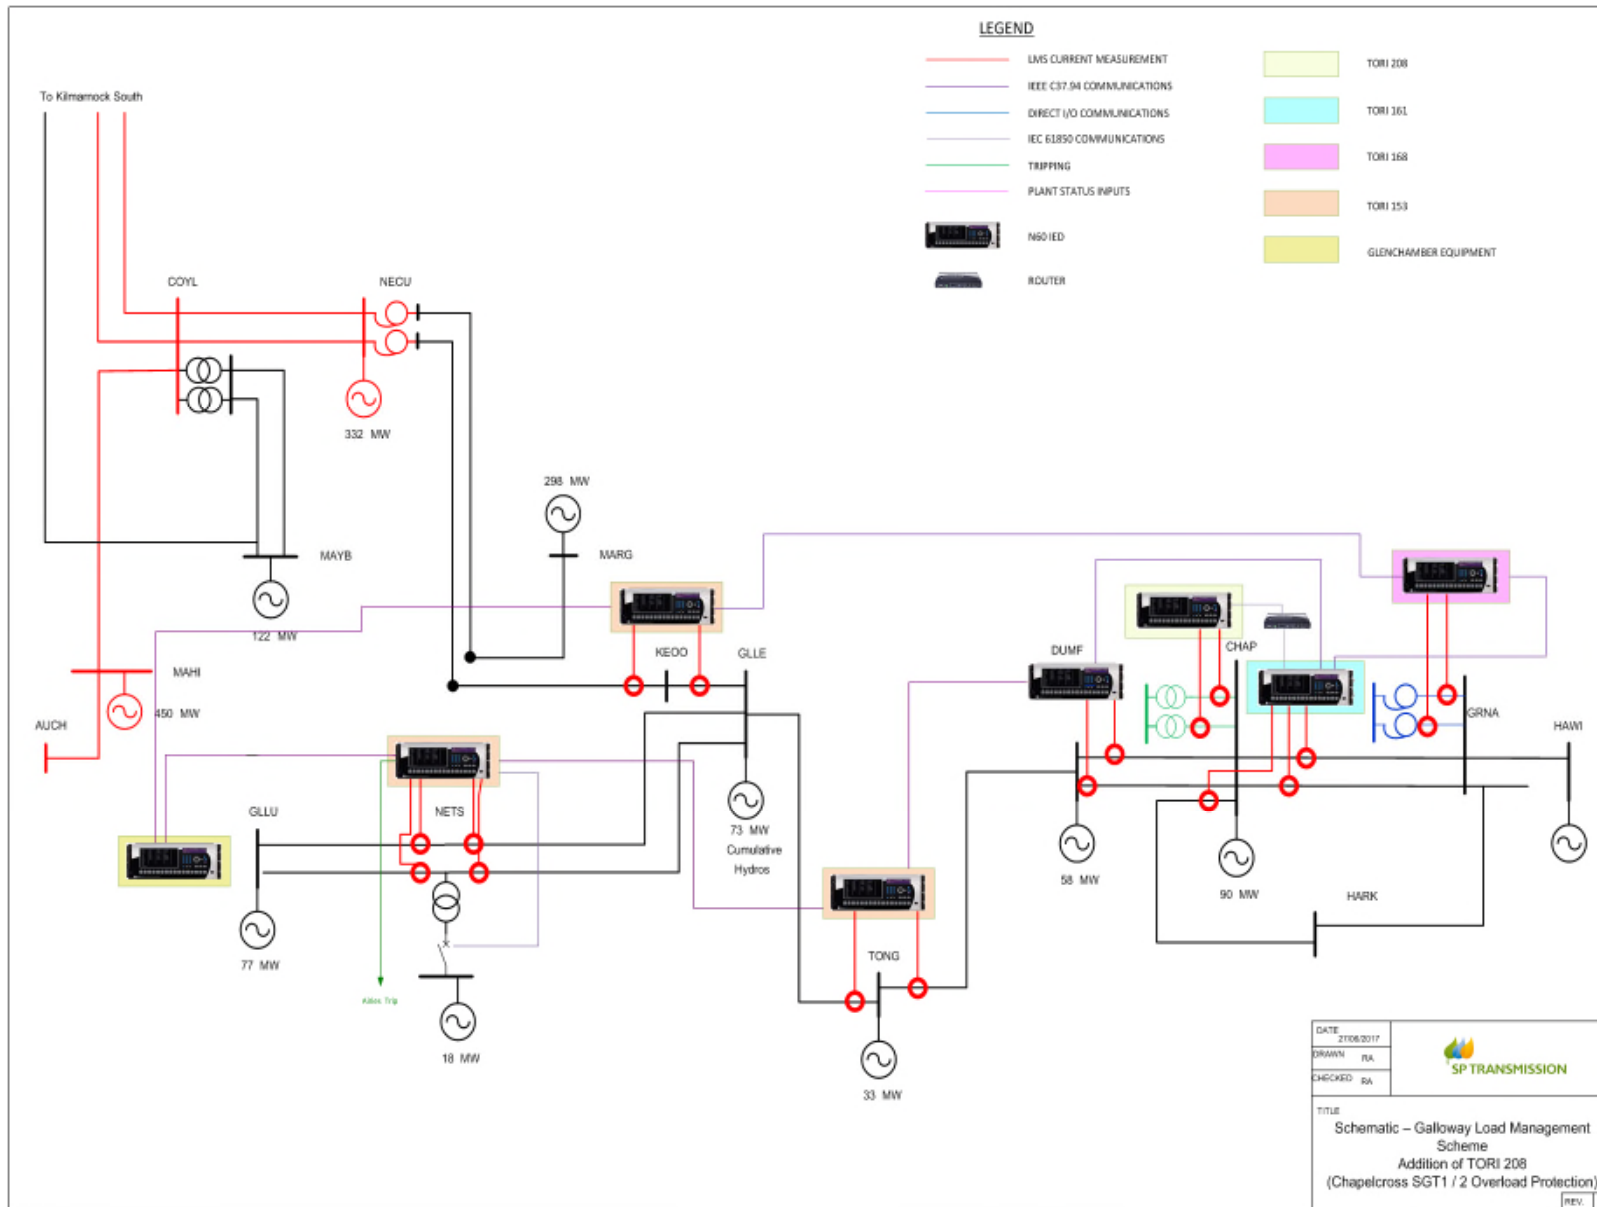 LEGEND
LMS CURRENT MEASUREMENT
IEEE C37.94 COMMUNICATIONS
DIRECT I/O COMMUNICATIONS
IEC 61850 COMMUNICATIONS
TRIPPING
PLANT STATUS INPUTS
N60 IED
ROUTER
TORI 208
TORI 161
TORI 168
TORI 153
GLENCHAMBER EQUIPMENT
To Kilmarnock South
COYL
NECU
332 MW
298 MW
MARG
MAYB
122 MW
MAHI
450 MW
AUCH
KEOO
GLLE
DUMF
CHAP
GRNA
HAWI
NETS
GLLU
73 MW
Cumulative
Hydros
58 MW
90 MW
HARK
77 MW
TONG
Trip
18 MW
33 MW
DATE
27/06/2017
DRAWN RA
CHECKED RA
SP TRANSMISSION
TITLE
Schematic – Galloway Load Management
Scheme
Addition of TORI 208
(Chapelcross SGT1 / 2 Overload Protection)
REV.